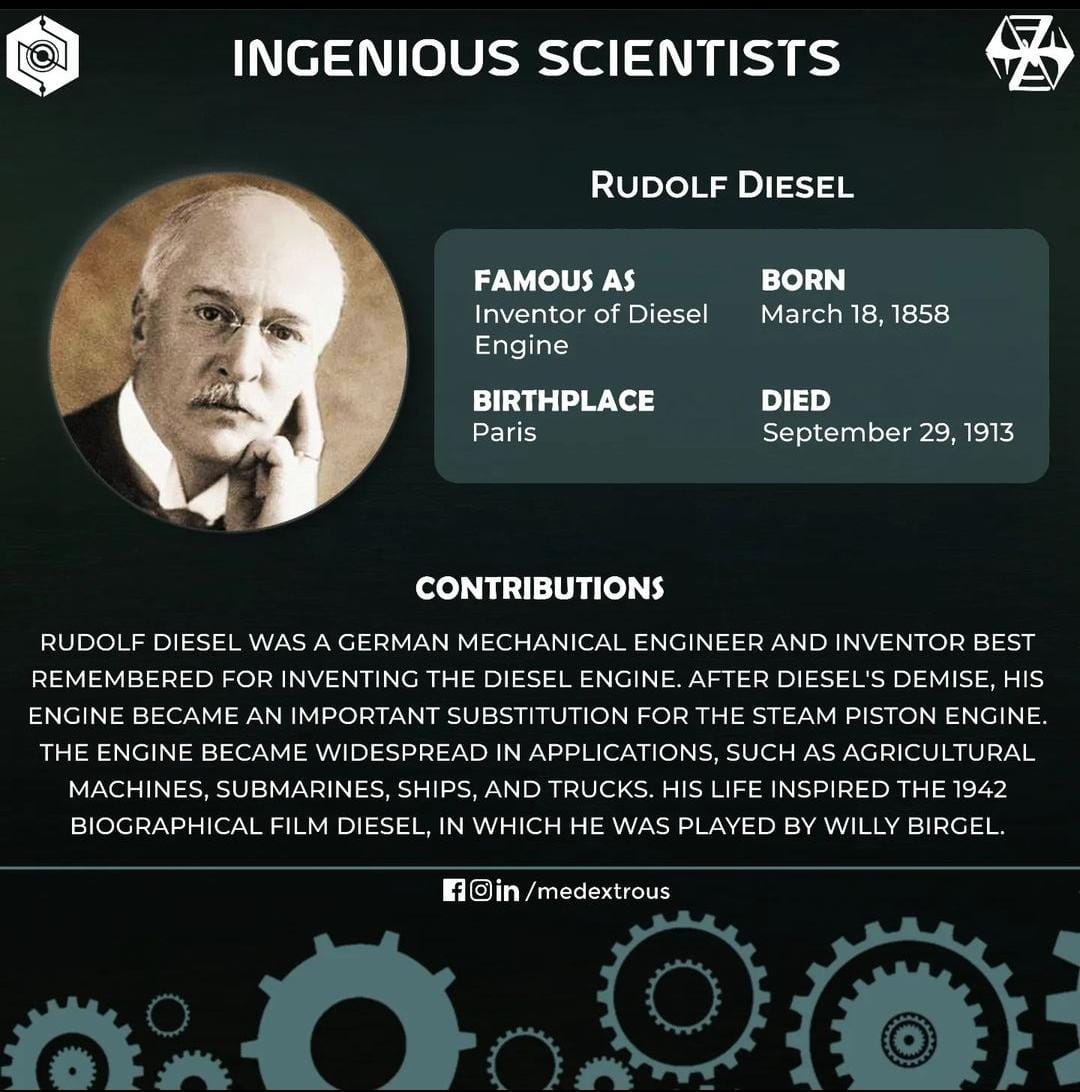 INGENIOUS SCIENTISTS
RUDOLF DIESEL
FAMOUS AS
Inventor of Diesel
Engine
BORN
March 18, 1858
BIRTHPLACE
Paris
DIED
September 29, 1913
CONTRIBUTIONS
RUDOLF DIESEL WAS A GERMAN MECHANICAL ENGINEER AND INVENTOR BEST
REMEMBERED FOR INVENTING THE DIESEL ENGINE. AFTER DIESEL'S DEMISE, HIS
ENGINE BECAME AN IMPORTANT SUBSTITUTION FOR THE STEAM PISTON ENGINE.
THE ENGINE BECAME WIDESPREAD IN APPLICATIONS, SUCH AS AGRICULTURAL
MACHINES, SUBMARINES, SHIPS, AND TRUCKS. HIS LIFE INSPIRED THE 1942
BIOGRAPHICAL FILM DIESEL, IN WHICH HE WAS PLAYED BY WILLY BIRGEL.
/medextrous